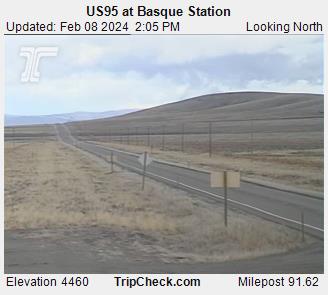 US95 at Basque Station
Updated: Feb 08 2024 2:05 PM Looking North
Elevation 4460 TripCheck.com Milepost 91.62